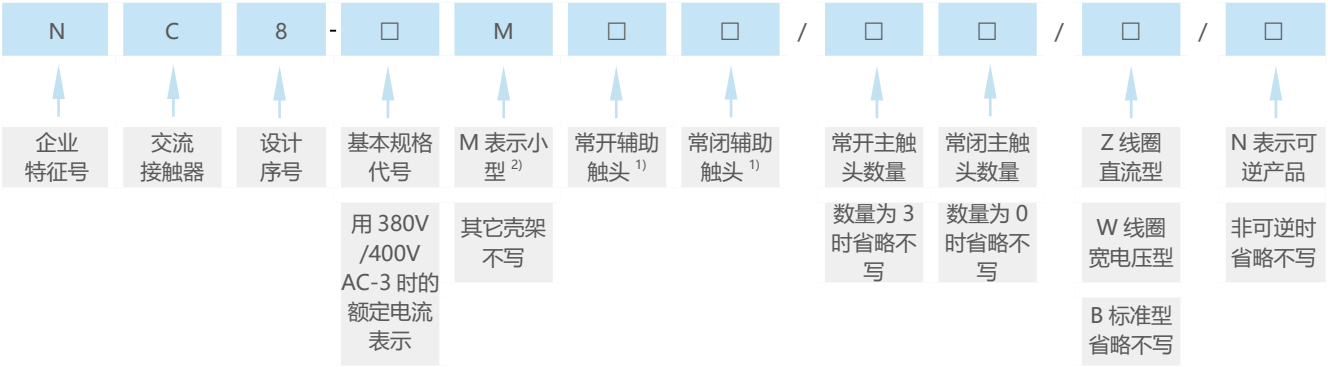 N C 8 - □ M □ □ / □ □ / □ / □
企业
特征号
交流
接触器
设计
序号
基本规格
代号
M 表示小
型 2)
常开辅助
触头 1)
常闭辅助
触头 1)
常开主触
头数量
常闭主触
头数量
Z 线圈
直流型
N 表示可
逆产品
用 380V
/400V
AC-3 时的
额定电流
表示
其它壳架
不写
数量为 3
时省略不
写
数量为 0
时省略不
写
W 线圈
宽电压型
非可逆时
省略不写
B 标准型
省略不写